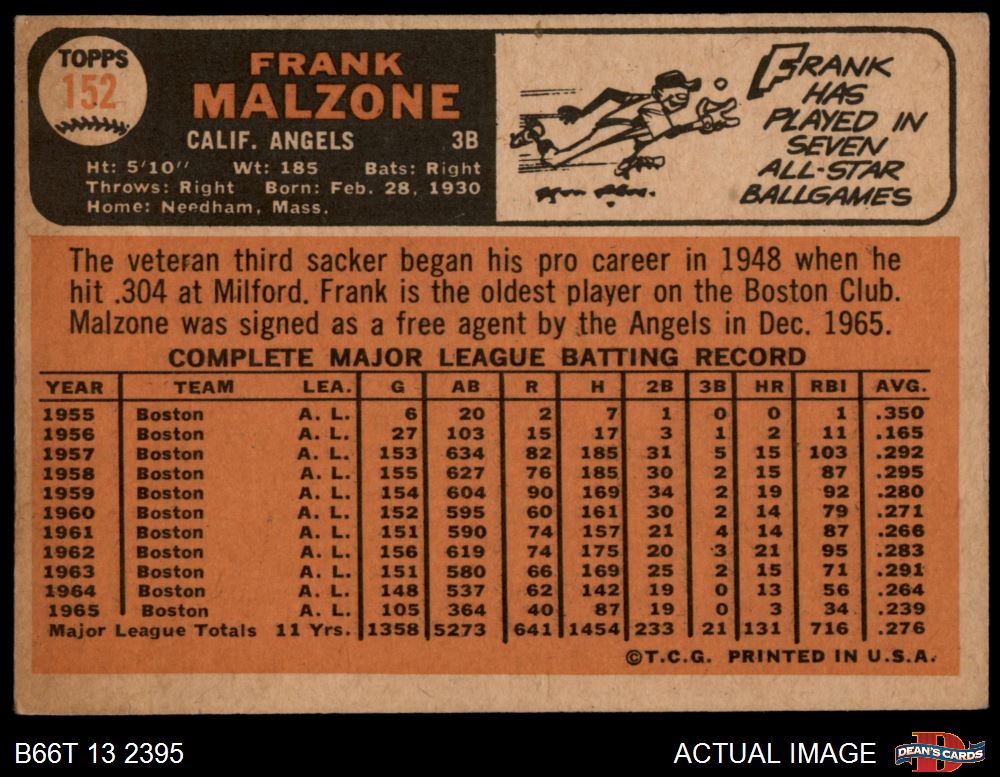 TOPPS
152
FRANK
MALZONE
CALIF. ANGELS 3B
Ht: 5'10" Wt: 185 Bats: Right
Throws: Right Born: Feb. 28, 1930
Home: Needham, Mass.
FRANK
HAS
PLAYED IN
SEVEN
ALL-STAR
BALLGAMES
The veteran third sacker began his pro career in 1948 when he
hit .304 at Milford. Frank is the oldest player on the Boston Club.
Malzone was signed as a free agent by the Angels in Dec. 1965.
COMPLETE MAJOR LEAGUE BATTING RECORD
YEAR TEAM LEA. G AB R H 2B 3B HR RBI AVG.
1955 Boston A. L. 6 20 2 7 1 0 0 1 .350
1956 Boston A. L. 27 103 15 17 3 1 2 11 .165
1957 Boston A. L. 153 634 82 185 31 5 15 103 .292
1958 Boston A. L. 155 627 76 185 30 2 15 87 .295
1959 Boston A. L. 154 604 90 169 34 2 19 92 .280
1960 Boston A. L. 152 595 60 161 30 2 14 79 .271
1961 Boston A. L. 151 590 74 157 21 4 14 87 .266
1962 Boston A. L. 156 619 74 175 20 3 21 95 .283
1963 Boston A. L. 151 580 66 169 25 2 15 71 .291
1964 Boston A. L. 148 537 62 142 19 0 13 56 .264
1965 Boston A. L. 105 364 40 87 19 0 3 34 .239
Major League Totals 11 Yrs. 1358 5273 641 1454 233 21 131 716 .276
©T.C.G. PRINTED IN U.S.A.
B66T 13 2395
ACTUAL IMAGE
D
DEAN'S CARDS